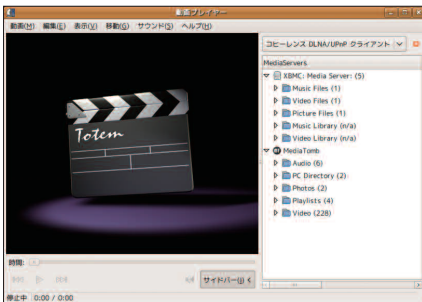 動画プレイヤー
動画(M) 編集(E) 表示(V) 移動(G) サウンド(S) ヘルプ(H)
コヒーレンス DLNA/UPnP クライアント
MediaServers
XBMC: Media Server: (5)
Music Files (1)
Video Files (1)
Picture Files (1)
Music Library (n/a)
Video Library (n/a)
MediaTomb
Audio (6)
PC Directory (2)
Photos (2)
Playlists (4)
Video (228)
Totem
時間:
サイドバー(I)
停止中 0:00 / 0:00